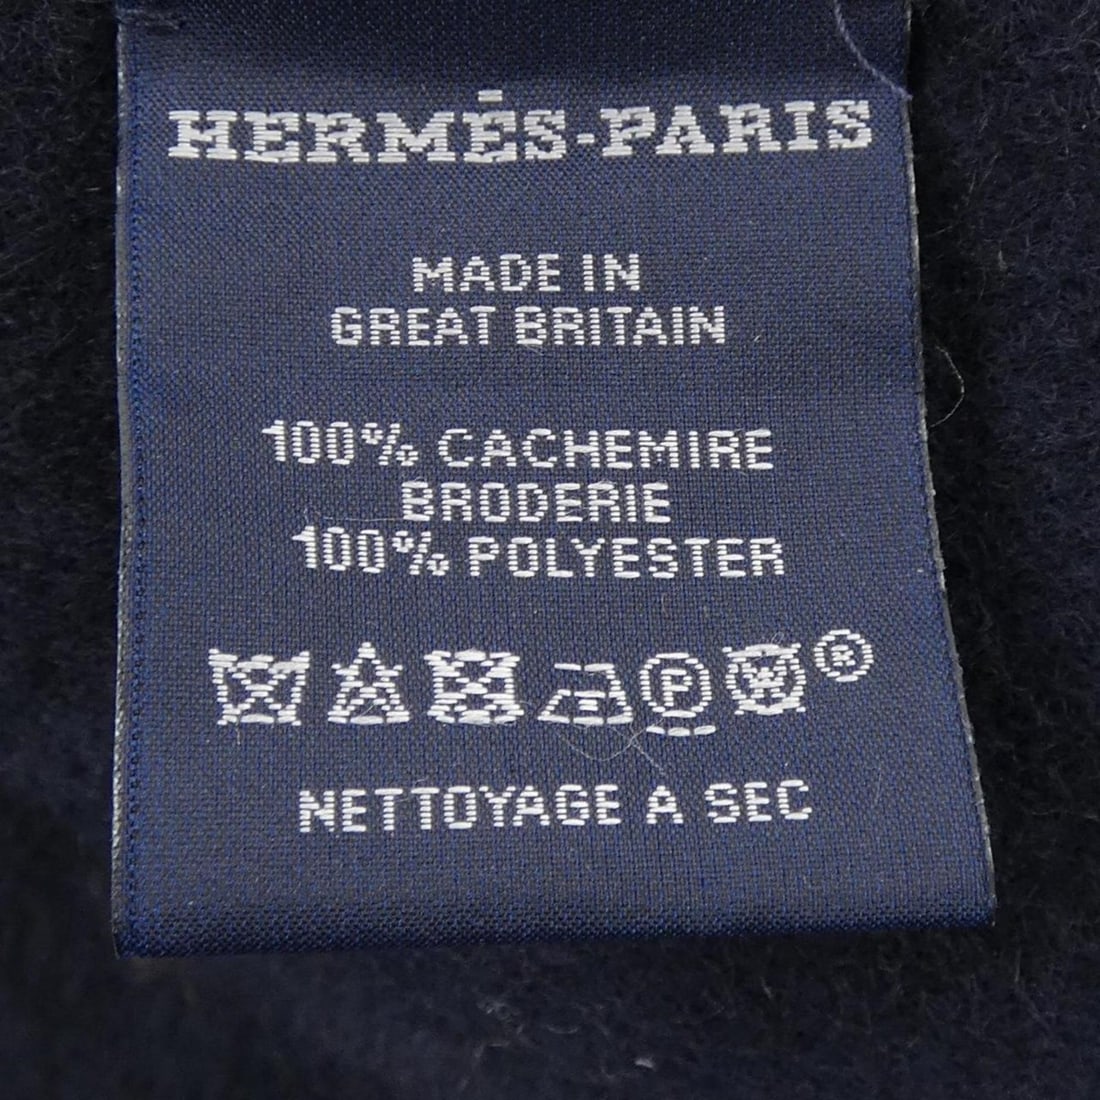 HERMÈS-PARIS
MADE IN
GREAT BRITAIN
100% CACHEMIRE
BRODERIE
100% POLYESTER
P W ®
NETTOYAGE A SEC